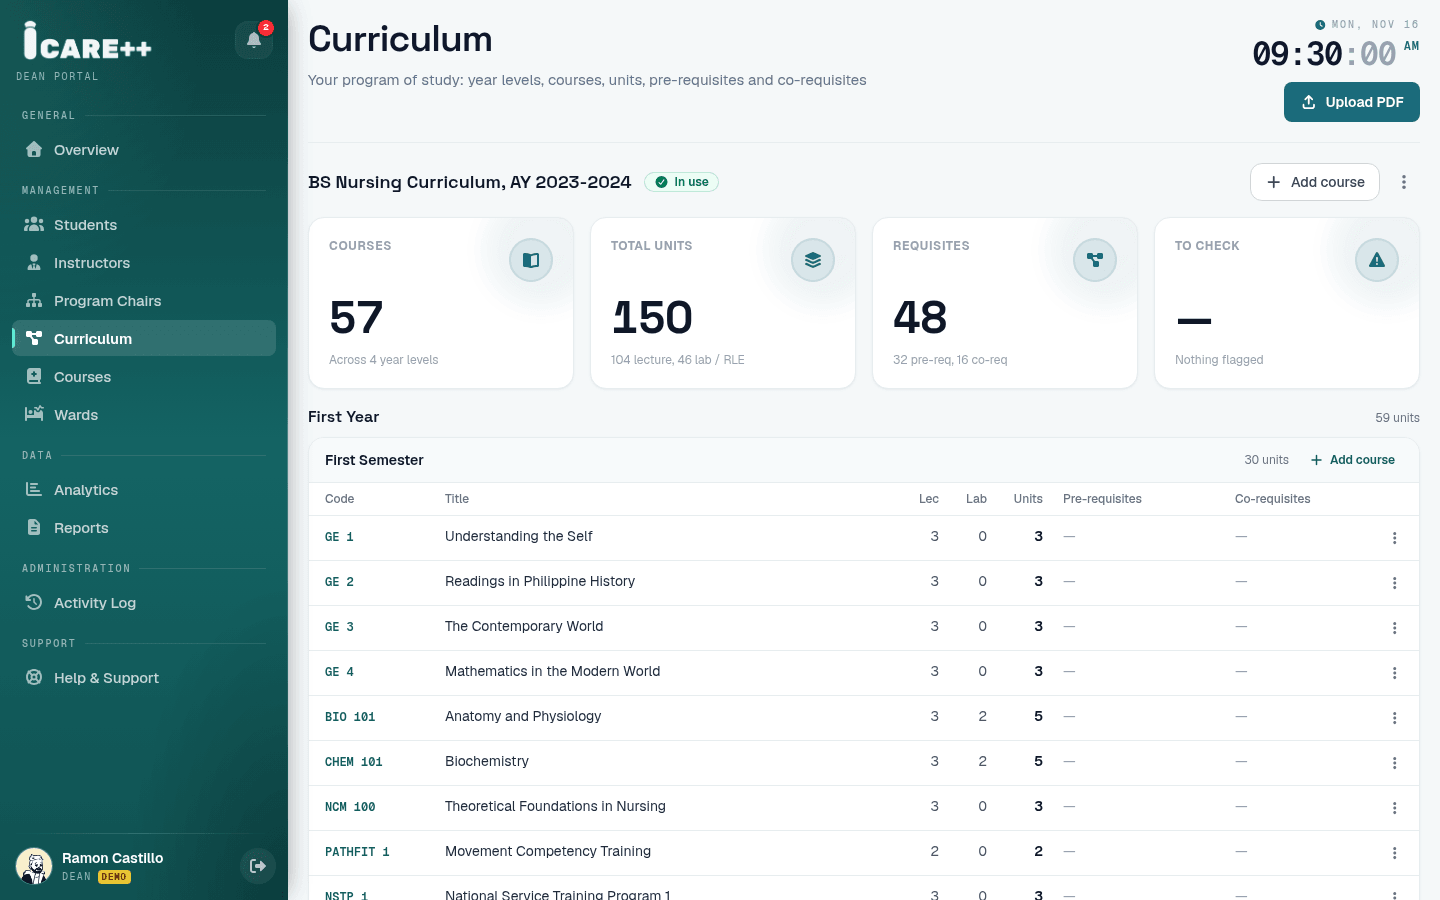 iCARE++
2
DEAN PORTAL
GENERAL
Overview
MANAGEMENT
Students
Instructors
Program Chairs
Curriculum
Courses
Wards
DATA
Analytics
Reports
ADMINISTRATION
Activity Log
SUPPORT
Help & Support
Ramon Castillo
DEAN DEMO
Curriculum
Your program of study: year levels, courses, units, pre-requisites and co-requisites
MON, NOV 16
09:30:00 AM
Upload PDF
BS Nursing Curriculum, AY 2023-2024 In use
Add course
COURSES
57
Across 4 year levels
TOTAL UNITS
150
104 lecture, 46 lab / RLE
REQUISITES
48
32 pre-req, 16 co-req
TO CHECK
—
Nothing flagged
First Year 59 units
First Semester 30 units Add course
Code Title Lec Lab Units Pre-requisites Co-requisites
GE 1 Understanding the Self 3 0 3 — —
GE 2 Readings in Philippine History 3 0 3 — —
GE 3 The Contemporary World 3 0 3 — —
GE 4 Mathematics in the Modern World 3 0 3 — —
BIO 101 Anatomy and Physiology 3 2 5 — —
CHEM 101 Biochemistry 3 2 5 — —
NCM 100 Theoretical Foundations in Nursing 3 0 3 — —
PATHFIT 1 Movement Competency Training 2 0 2 — —
NSTP 1 National Service Training Program 1 3 0 3 — —